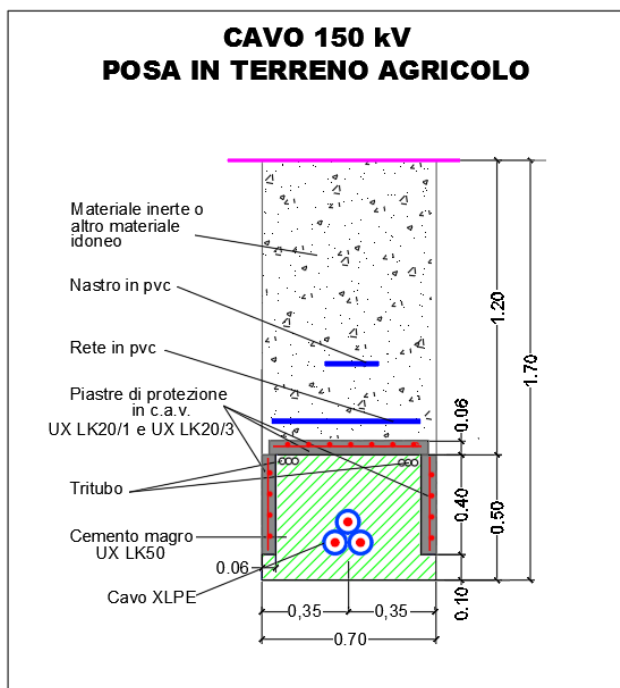 CAVO 150 kV
POSA IN TERRENO AGRICOLO
Materiale inerte o
altro materiale
idoneo
Nastro in pvc
Rete in pvc
Piastre di protezione
in c.a.v.
UX LK20/1 e UX LK20/3
Tritubo
Cemento magro
UX LK50
0.06
Cavo XLPE
0,35
0,35
0.70
1.20
1.70
0.06
0.40
0.50
0.10